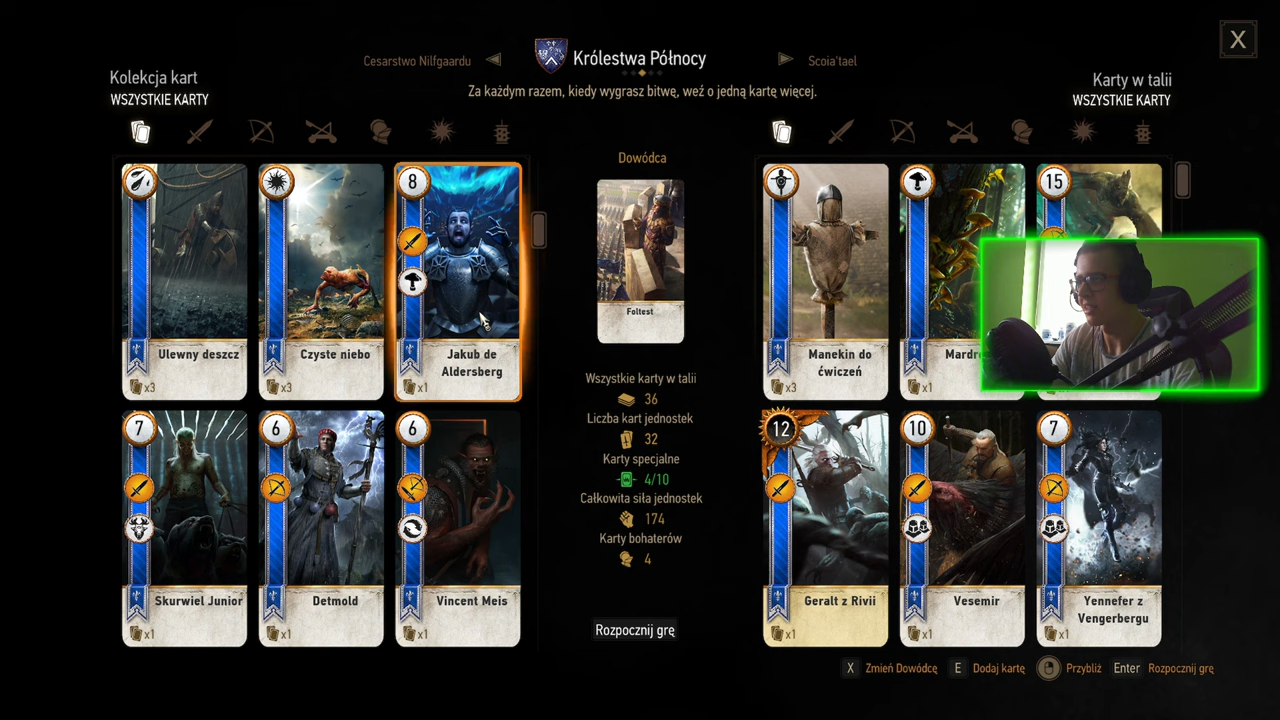 Cesarstwo Nilfgaardu
Królestwa Północy
Scoia'tael
Za każdym razem, kiedy wygrasz bitwę, weź o jedną kartę więcej.
X
Kolekcja kart
WSZYSTKIE KARTY
Karty w talii
WSZYSTKIE KARTY
Ulewny deszcz
x3
Czyste niebo
x3
8
Jakub de
Aldersberg
x1
7
Skurwiel Junior
x1
6
Detmold
x1
6
Vincent Meis
x1
Dowódca
Foltest
Wszystkie karty w talii
36
Liczba kart jednostek
32
Karty specjalne
4/10
Całkowita siła jednostek
174
Karty bohaterów
4
Rozpocznij grę
Manekin do
ćwiczeń
x3
x1
15
12
Geralt z Rivii
x1
10
Vesemir
x1
7
Yennefer z
Vengerbergu
x1
X Zmień Dowódcę E Dodaj kartę Przybliż Enter Rozpocznij grę